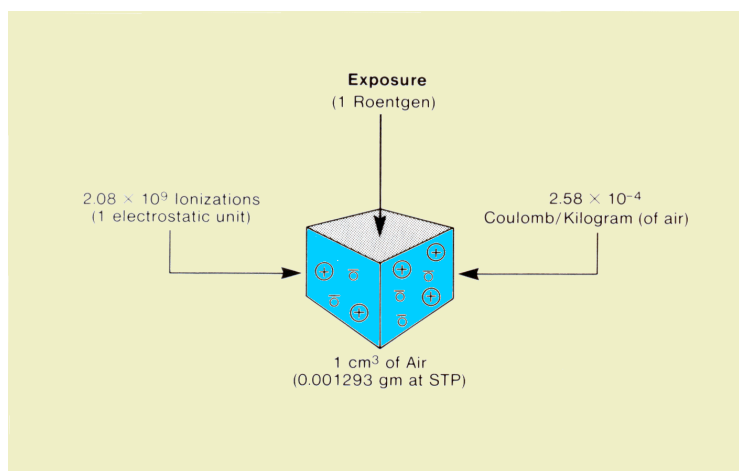 Exposure
(1 Roentgen)
2.08 × 10⁹ Ionizations
(1 electrostatic unit)
2.58 × 10⁻⁴
Coulomb/Kilogram (of air)
1 cm³ of Air
(0.001293 gm at STP)